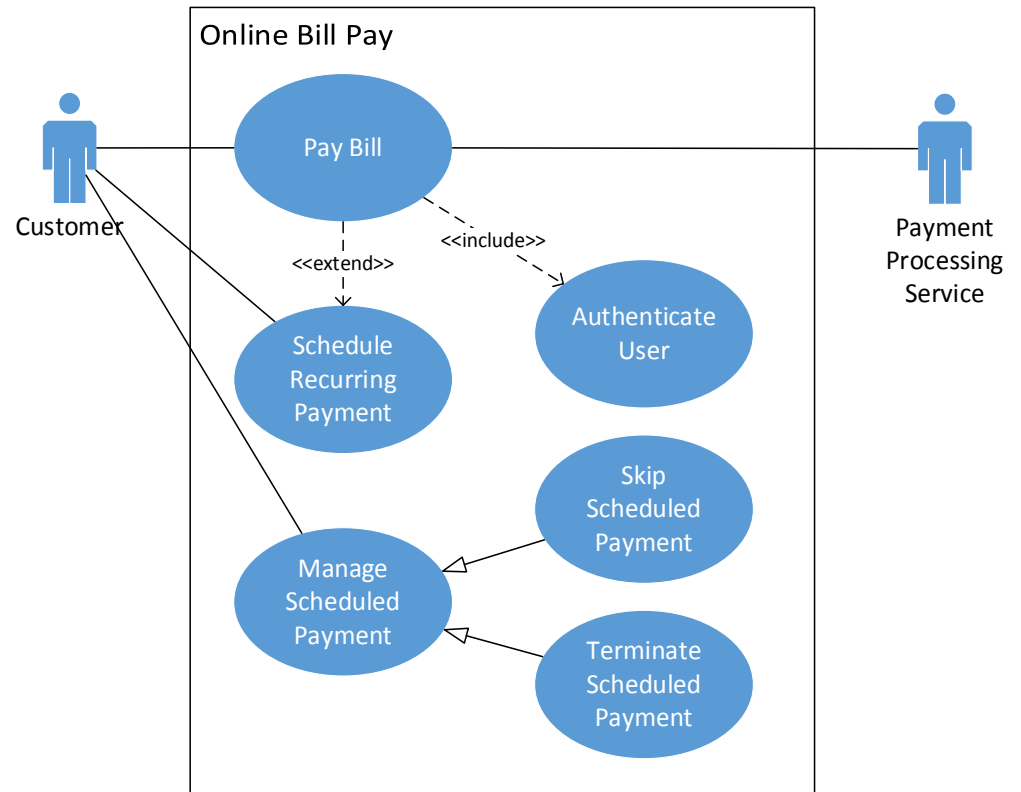 Online Bill Pay
Pay Bill
Customer
<<include>>
<<extend>>
Payment
Processing
Service
Authenticate
User
Schedule
Recurring
Payment
Skip
Scheduled
Payment
Manage
Scheduled
Payment
Terminate
Scheduled
Payment